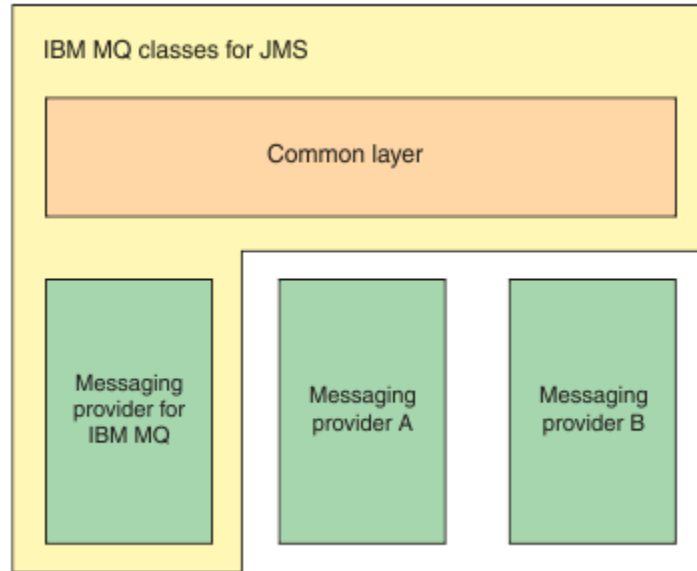 IBM MQ classes for JMS
Common layer
Messaging
provider for
IBM MQ
Messaging
provider A
Messaging
provider B